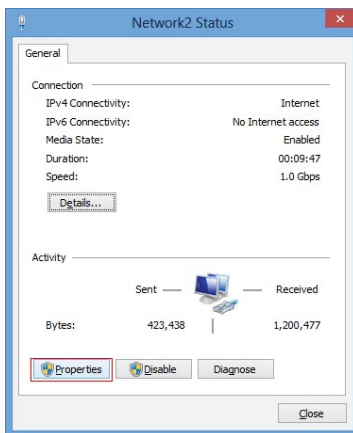 Network2 Status
General
Connection
IPv4 Connectivity: Internet
IPv6 Connectivity: No Internet access
Media State: Enabled
Duration: 00:09:47
Speed: 1.0 Gbps
Details...
Activity
Sent — — Received
Bytes: 423,438 | 1,200,477
Properties Disable Diagnose
Close